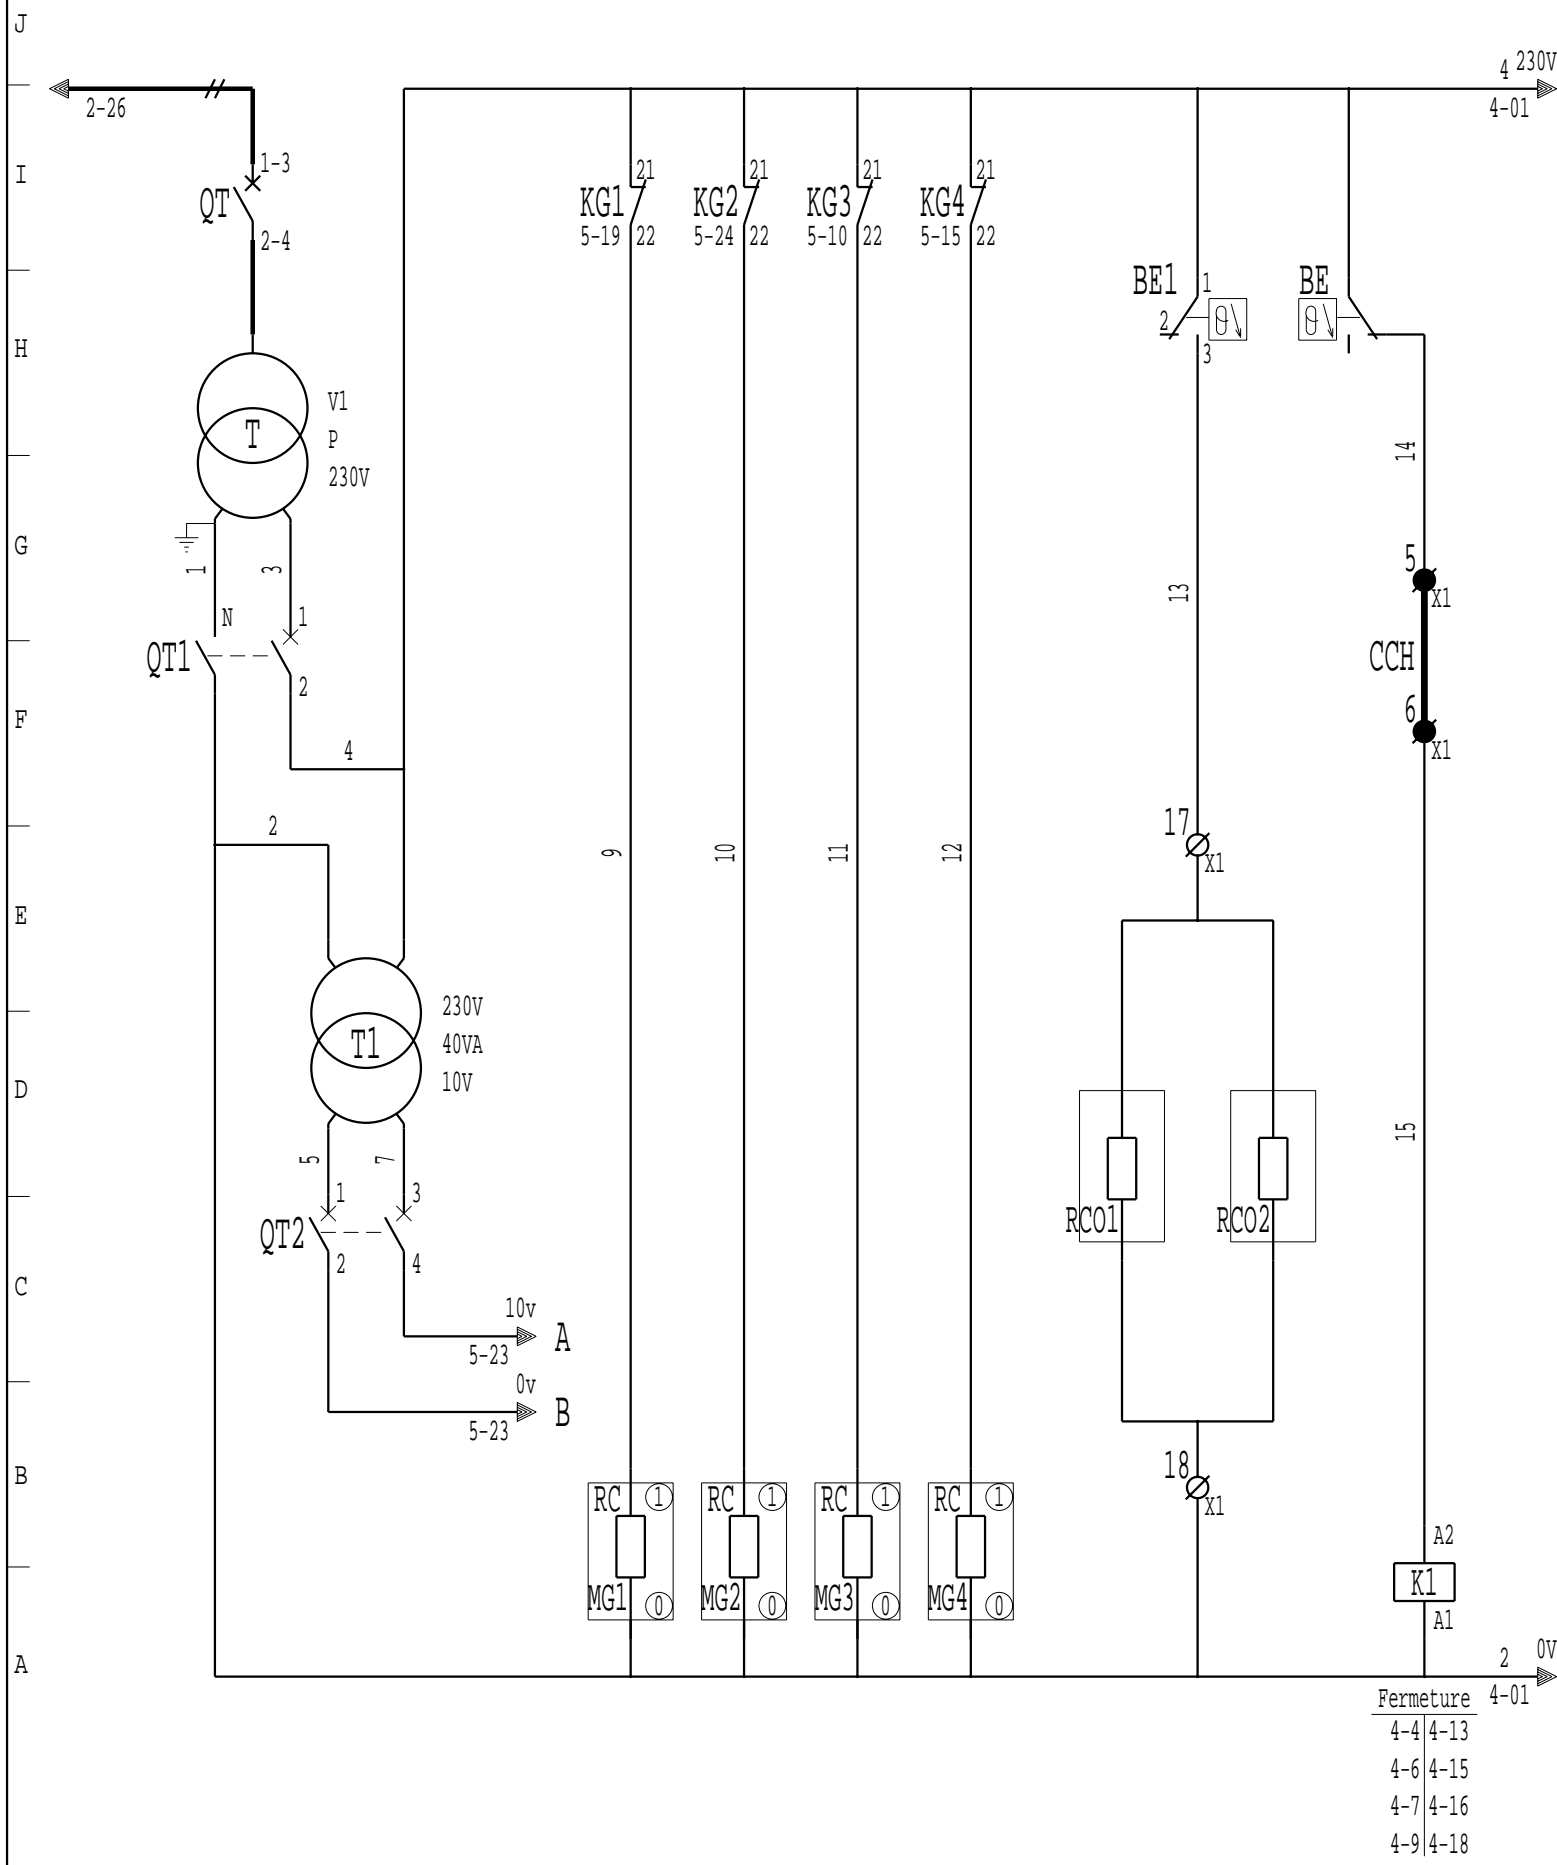 J
4 230V
2-26
4-01
1-3
21 21 21 21
I
QT KG1 KG2 KG3 KG4
2-4 5-19 22 5-24 22 5-10 22 5-15 22
BE1 1 BE
2 θ θ
H 3
V1
T P
230V
14
G
1 3 13
5
X1
N 1
QT1 CCH
2
6
F X1
4
2 17
9 10 11 12 X1
E
230V
T1 40VA
10V
D
5 7 15
1 3
QT2 RCO1 RCO2
2 4
C
10v
A
5-23
0v
B
5-23
B 18
RC 1 RC 1 RC 1 RC 1 X1
A2
K1
MG1 0 MG2 0 MG3 0 MG4 0
A1
A 2 0V
Fermeture 4-01
4-4 4-13
4-6 4-15
4-7 4-16
4-9 4-18